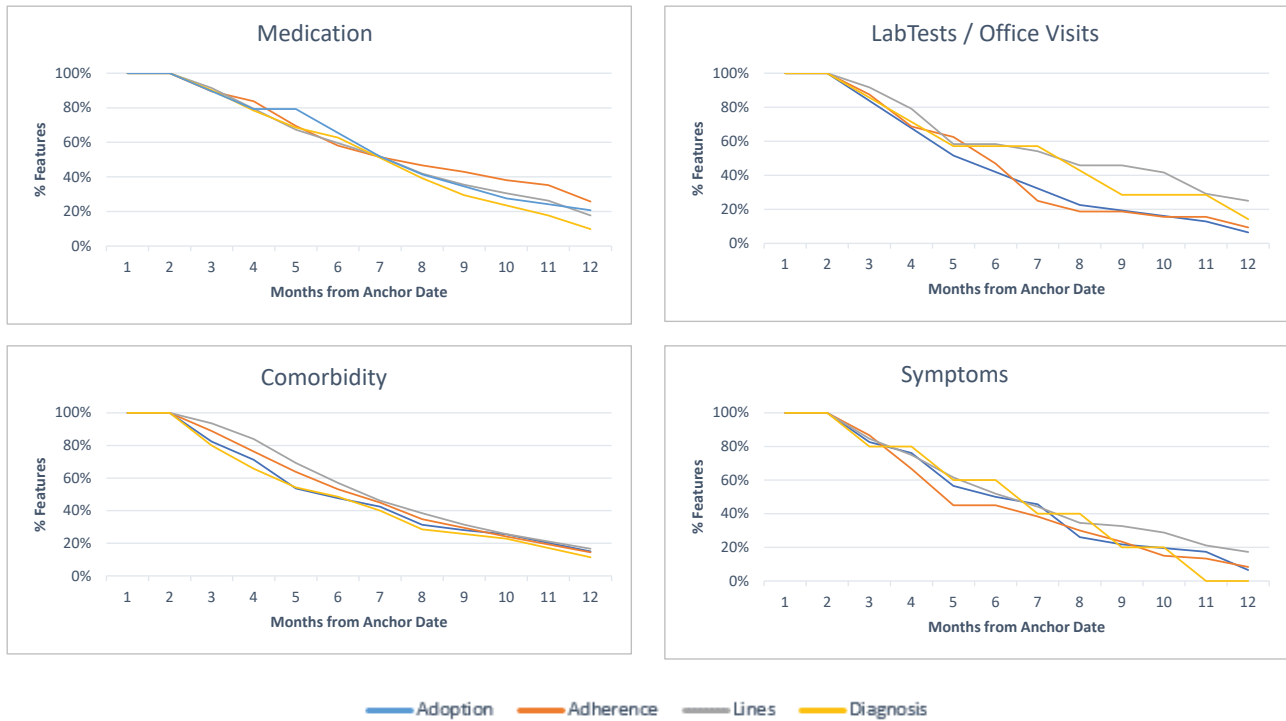 Medication
100%
80%
60%
40%
20%
0%
% Features
1 2 3 4 5 6 7 8 9 10 11 12
Months from Anchor Date
LabTests / Office Visits
100%
80%
60%
40%
20%
0%
% Features
1 2 3 4 5 6 7 8 9 10 11 12
Months from Anchor Date
Comorbidity
100%
80%
60%
40%
20%
0%
% Features
1 2 3 4 5 6 7 8 9 10 11 12
Months from Anchor Date
Symptoms
100%
80%
60%
40%
20%
0%
% Features
1 2 3 4 5 6 7 8 9 10 11 12
Months from Anchor Date
Adoption Adherence Lines Diagnosis